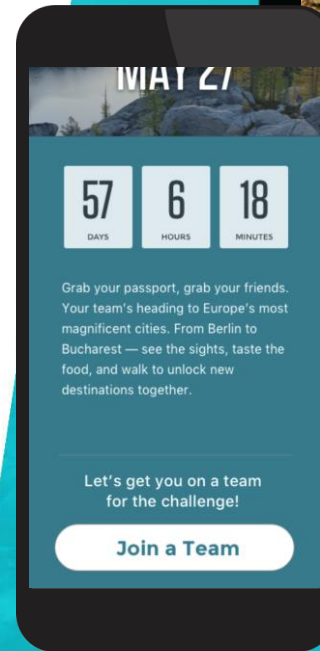 MAY 27
57
6
18
DAYS
HOURS
MINUTES
Grab your passport, grab your friends.
Your team's heading to Europe's most
magnificent cities. From Berlin to
Bucharest — see the sights, taste the
food, and walk to unlock new
destinations together.
Let's get you on a team
for the challenge!
Join a Team